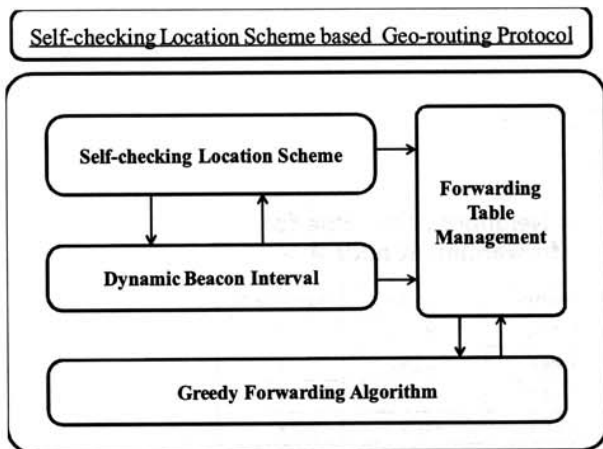 Self-checking Location Scheme based Geo-routing Protocol
Self-checking Location Scheme
Forwarding
Table
Management
Dynamic Beacon Interval
Greedy Forwarding Algorithm